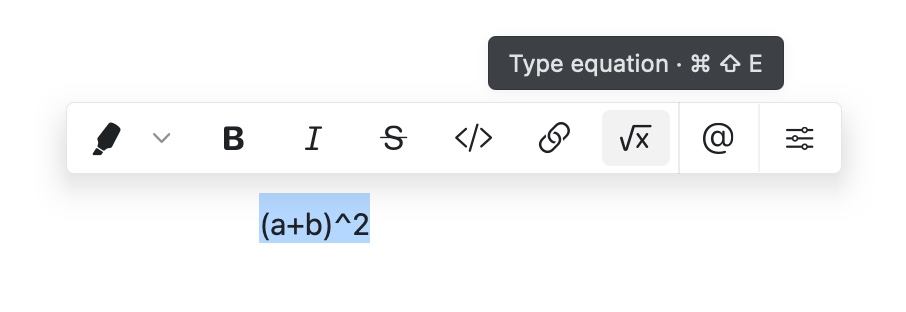 Type equation · ⌘ ⇧ E
B I S </> √x @
(a+b)^2